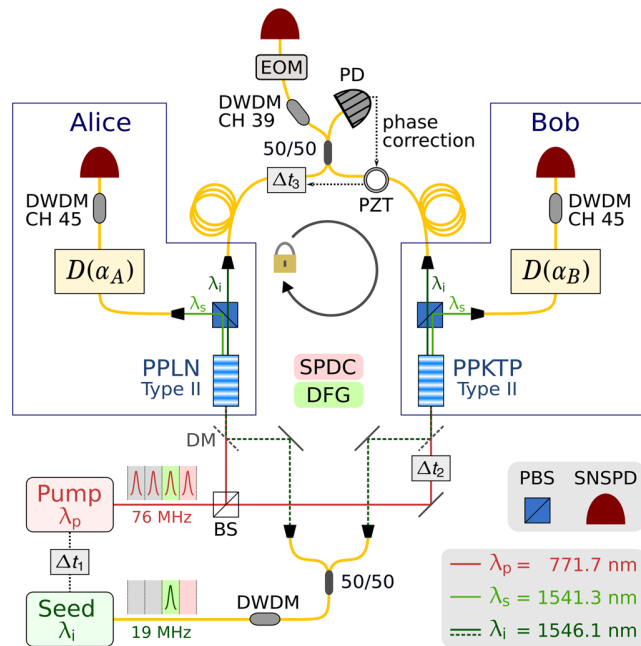 EOM
PD
DWDM
CH 39
phase
correction
50/50
Δt₃
PZT
Alice
Bob
DWDM
CH 45
DWDM
CH 45
D(α_A)
D(α_B)
λᵢ
λᵢ
λₛ
λₛ
PPLN
Type II
SPDC
DFG
PPKTP
Type II
DM
Δt₂
Pump
λₚ
76 MHz
BS
Δt₁
50/50
Seed
λᵢ
19 MHz
DWDM
PBS
SNSPD
λₚ = 771.7 nm
λₛ = 1541.3 nm
λᵢ = 1546.1 nm